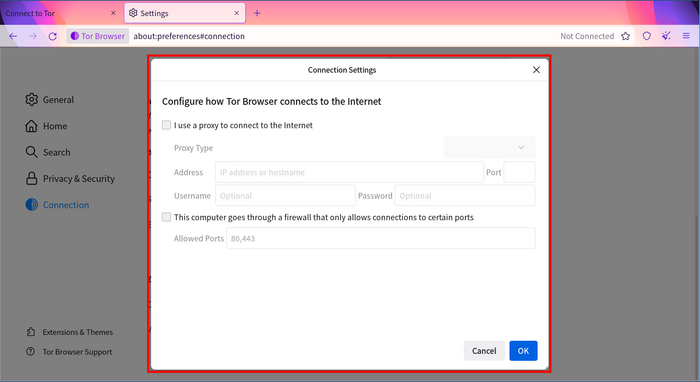 Connect to Tor
Settings
Tor Browser
about:preferences#connection
Not Connected
Connection Settings
Configure how Tor Browser connects to the Internet
I use a proxy to connect to the Internet
Proxy Type
Address IP address or hostname Port
Username Optional Password Optional
This computer goes through a firewall that only allows connections to certain ports
Allowed Ports 80,443
Cancel OK
General
Home
Search
Privacy & Security
Connection
Extensions & Themes
Tor Browser Support